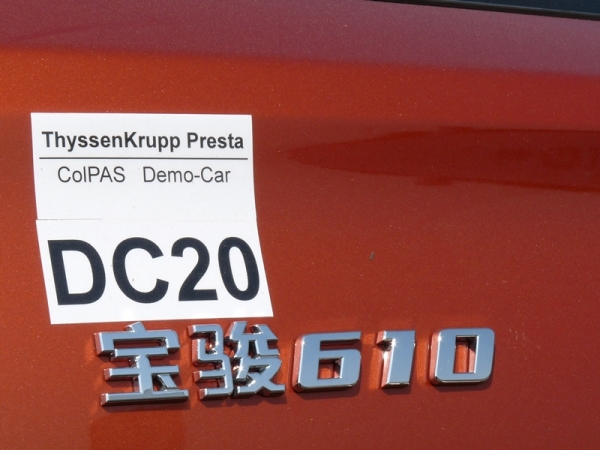 ThyssenKrupp Presta
ColPAS Demo-Car
DC20
宝骏610